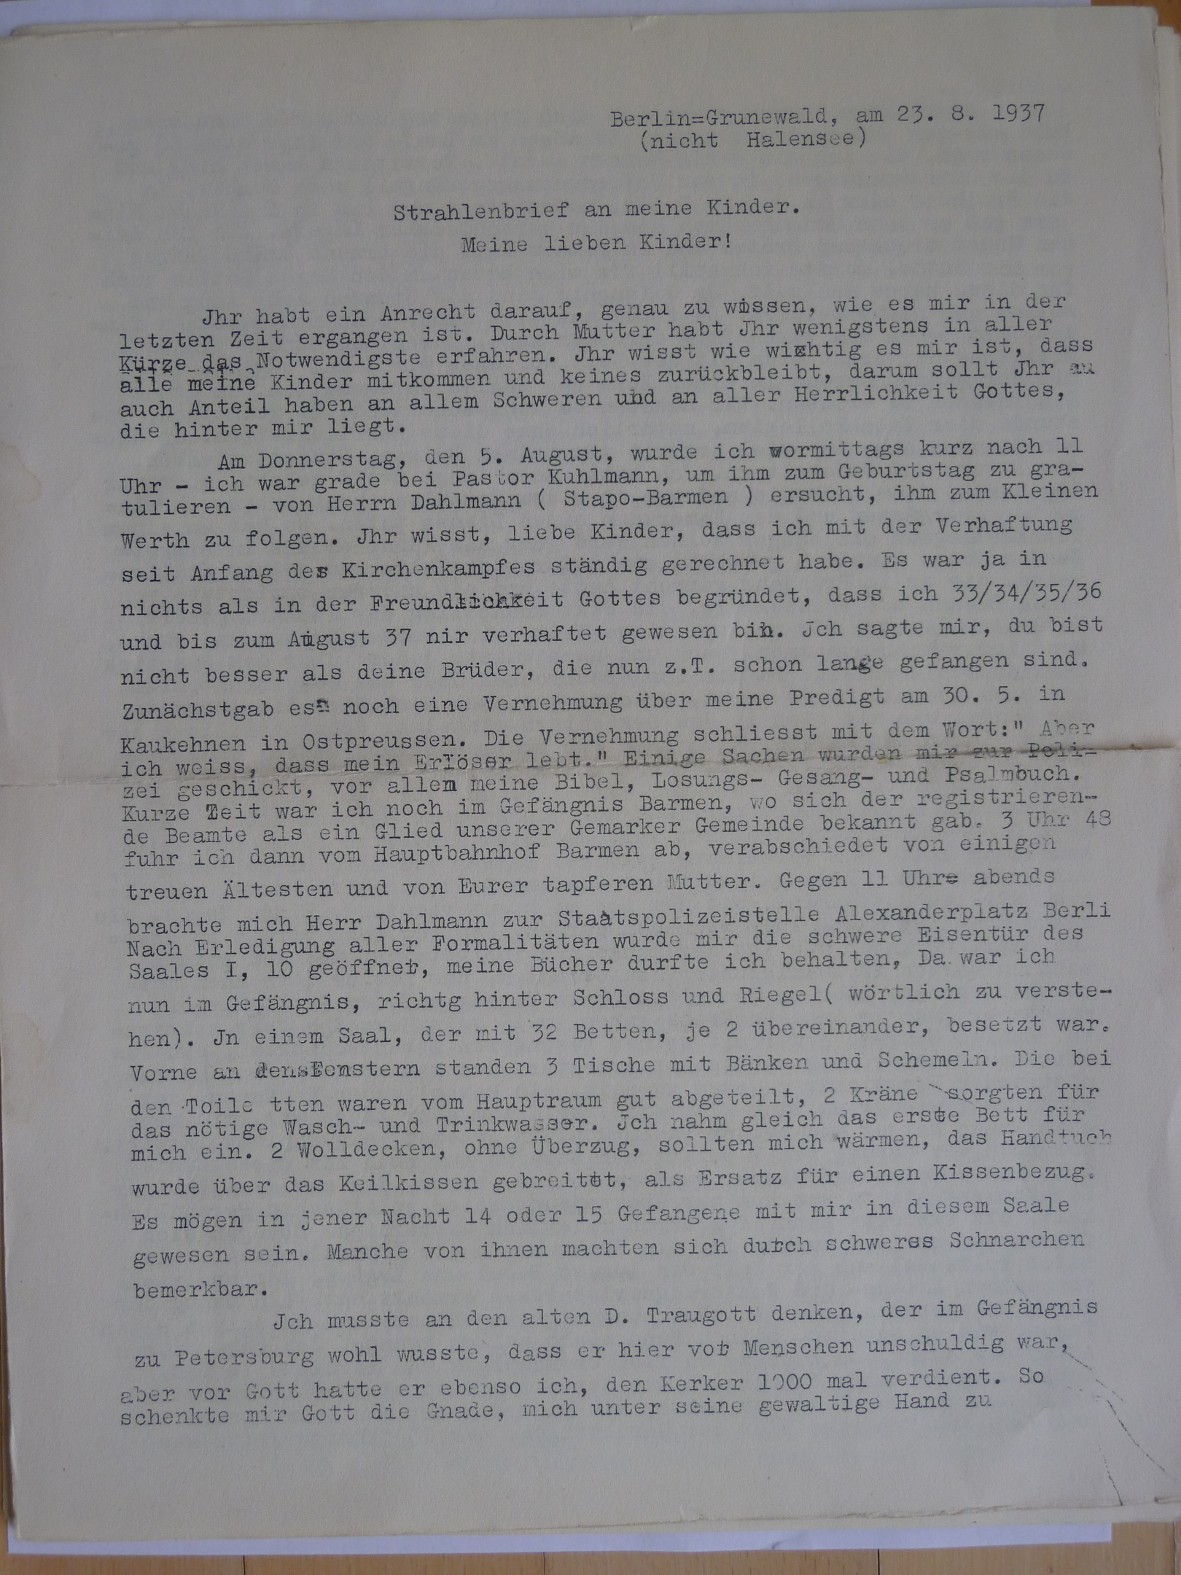 Berlin=Grunewald, am 23. 8. 1937
(nicht Halensee)
Strahlenbrief an meine Kinder.
Meine lieben Kinder!
Jhr habt ein Anrecht darauf, genau zu wissen, wie es mir in der
letzten Zeit ergangen ist. Durch Mutter habt Jhr wenigstens in aller
Kürze das Notwendigste erfahren. Jhr wisst wie wichtig es mir ist, dass
alle meine Kinder mitkommen und keines zurückbleibt, darum sollt Jhr au
auch Anteil haben an allem Schweren und an aller Herrlichkeit Gottes,
die hinter mir liegt.
Am Donnerstag, den 5. August, wurde ich vormittags kurz nach 11
Uhr - ich war grade bei Pastor Kuhlmann, um ihm zum Geburtstag zu gra-
tulieren - von Herrn Dahlmann ( Stapo-Barmen ) ersucht, ihm zum Kleinen
Werth zu folgen. Jhr wisst, liebe Kinder, dass ich mit der Verhaftung
seit Anfang des Kirchenkampfes ständig gerechnet habe. Es war ja in
nichts als in der Freundlichkeit Gottes begründet, dass ich 33/34/35/36
und bis zum August 37 nir verhaftet gewesen bin. Jch sagte mir, du bist
nicht besser als deine Brüder, die nun z.T. schon lange gefangen sind.
Zunächstgab es noch eine Vernehmung über meine Predigt am 30. 5. in
Kaukehnen in Ostpreussen. Die Vernehmung schliesst mit dem Wort:" Aber
ich weiss, dass mein Erlöser lebt." Einige Sachen wurden mir zur Poli-
zei geschickt, vor allem meine Bibel, Losungs- Gesang- und Psalmbuch.
Kurze Zeit war ich noch im Gefängnis Barmen, wo sich der registrieren-
de Beamte als ein Glied unserer Gemarker Gemeinde bekannt gab. 3 Uhr 48
fuhr ich dann vom Hauptbahnhof Barmen ab, verabschiedet von einigen
treuen Ältesten und von Eurer tapferen Mutter. Gegen 11 Uhr abends
brachte mich Herr Dahlmann zur Staatspolizeistelle Alexanderplatz Berli
Nach Erledigung aller Formalitäten wurde mir die schwere Eisentür des
Saales I, 10 geöffnet, meine Bücher durfte ich behalten, Da war ich
nun im Gefängnis, richtg hinter Schloss und Riegel( wörtlich zu verste-
hen). Jn einem Saal, der mit 32 Betten, je 2 übereinander, besetzt war.
Vorne an den Fenstern standen 3 Tische mit Bänken und Schemeln. Die bei
den Toile tten waren vom Hauptraum gut abgeteilt, 2 Kräne sorgten für
das nötige Wasch- und Trinkwasser. Jch nahm gleich das erste Bett für
mich ein. 2 Wolldecken, ohne Überzug, sollten mich wärmen, das Handtuch
wurde über das Keilkissen gebreitet, als Ersatz für einen Kissenbezug.
Es mögen in jener Nacht 14 oder 15 Gefangene mit mir in diesem Saale
gewesen sein. Manche von ihnen machten sich durch schweres Schnarchen
bemerkbar.
Jch musste an den alten D. Traugott denken, der im Gefängnis
zu Petersburg wohl wusste, dass er hier vor Menschen unschuldig war,
aber vor Gott hatte er ebenso ich, den Kerker 1000 mal verdient. So
schenkte mir Gott die Gnade, mich unter seine gewaltige Hand zu